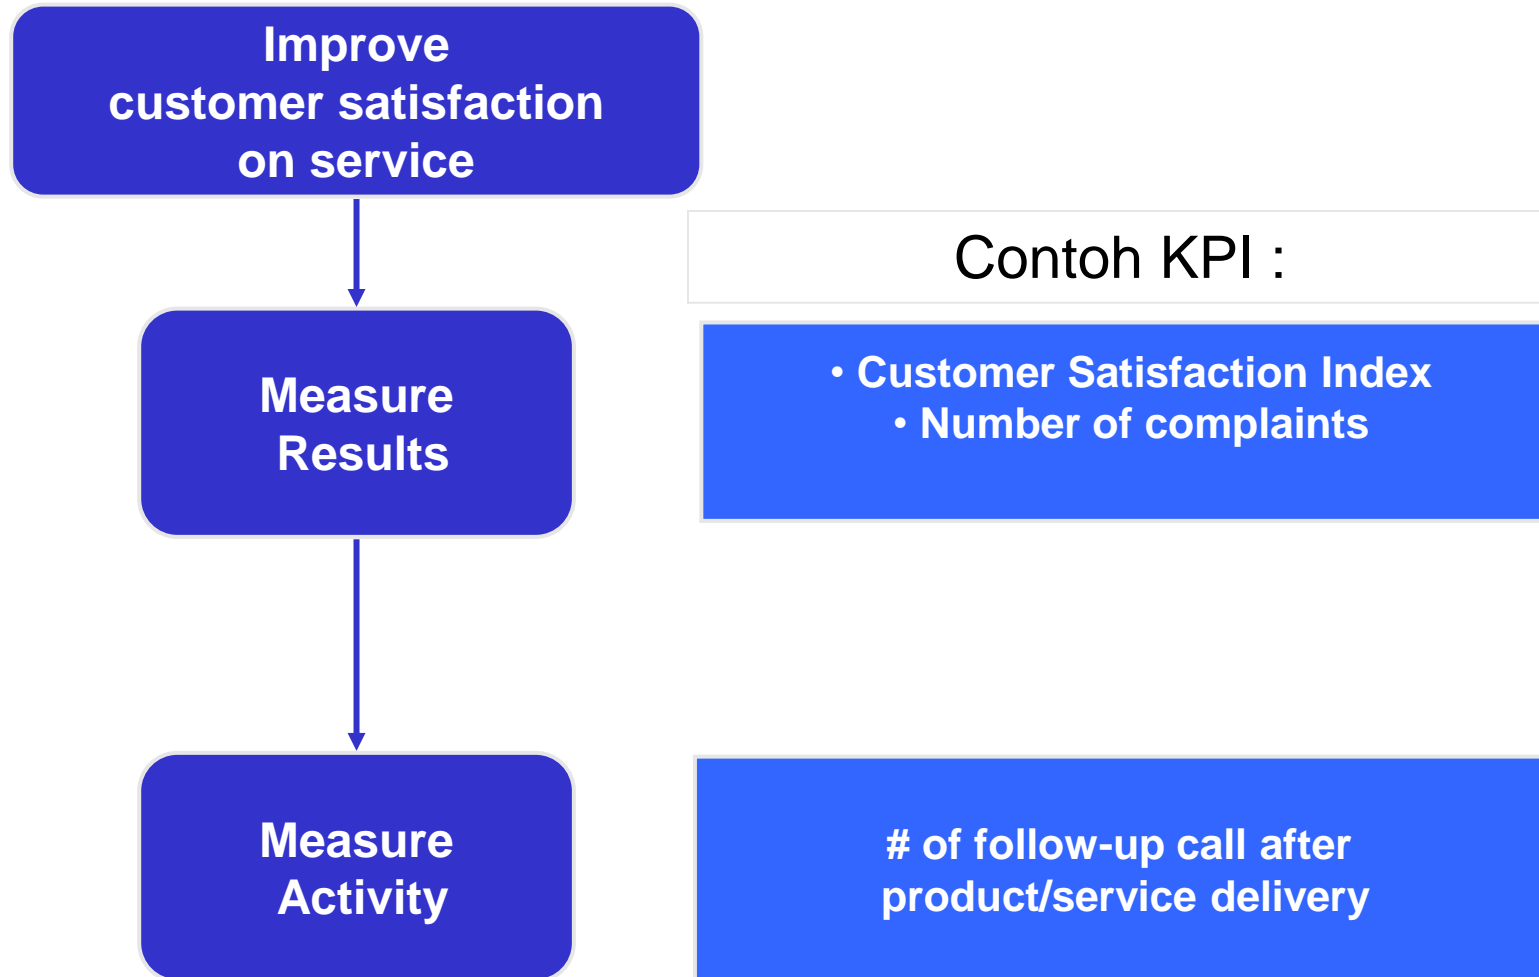 Improve
customer satisfaction
on service
Contoh KPI :
Measure
Results
• Customer Satisfaction Index
• Number of complaints
Measure
Activity
# of follow-up call after
product/service delivery